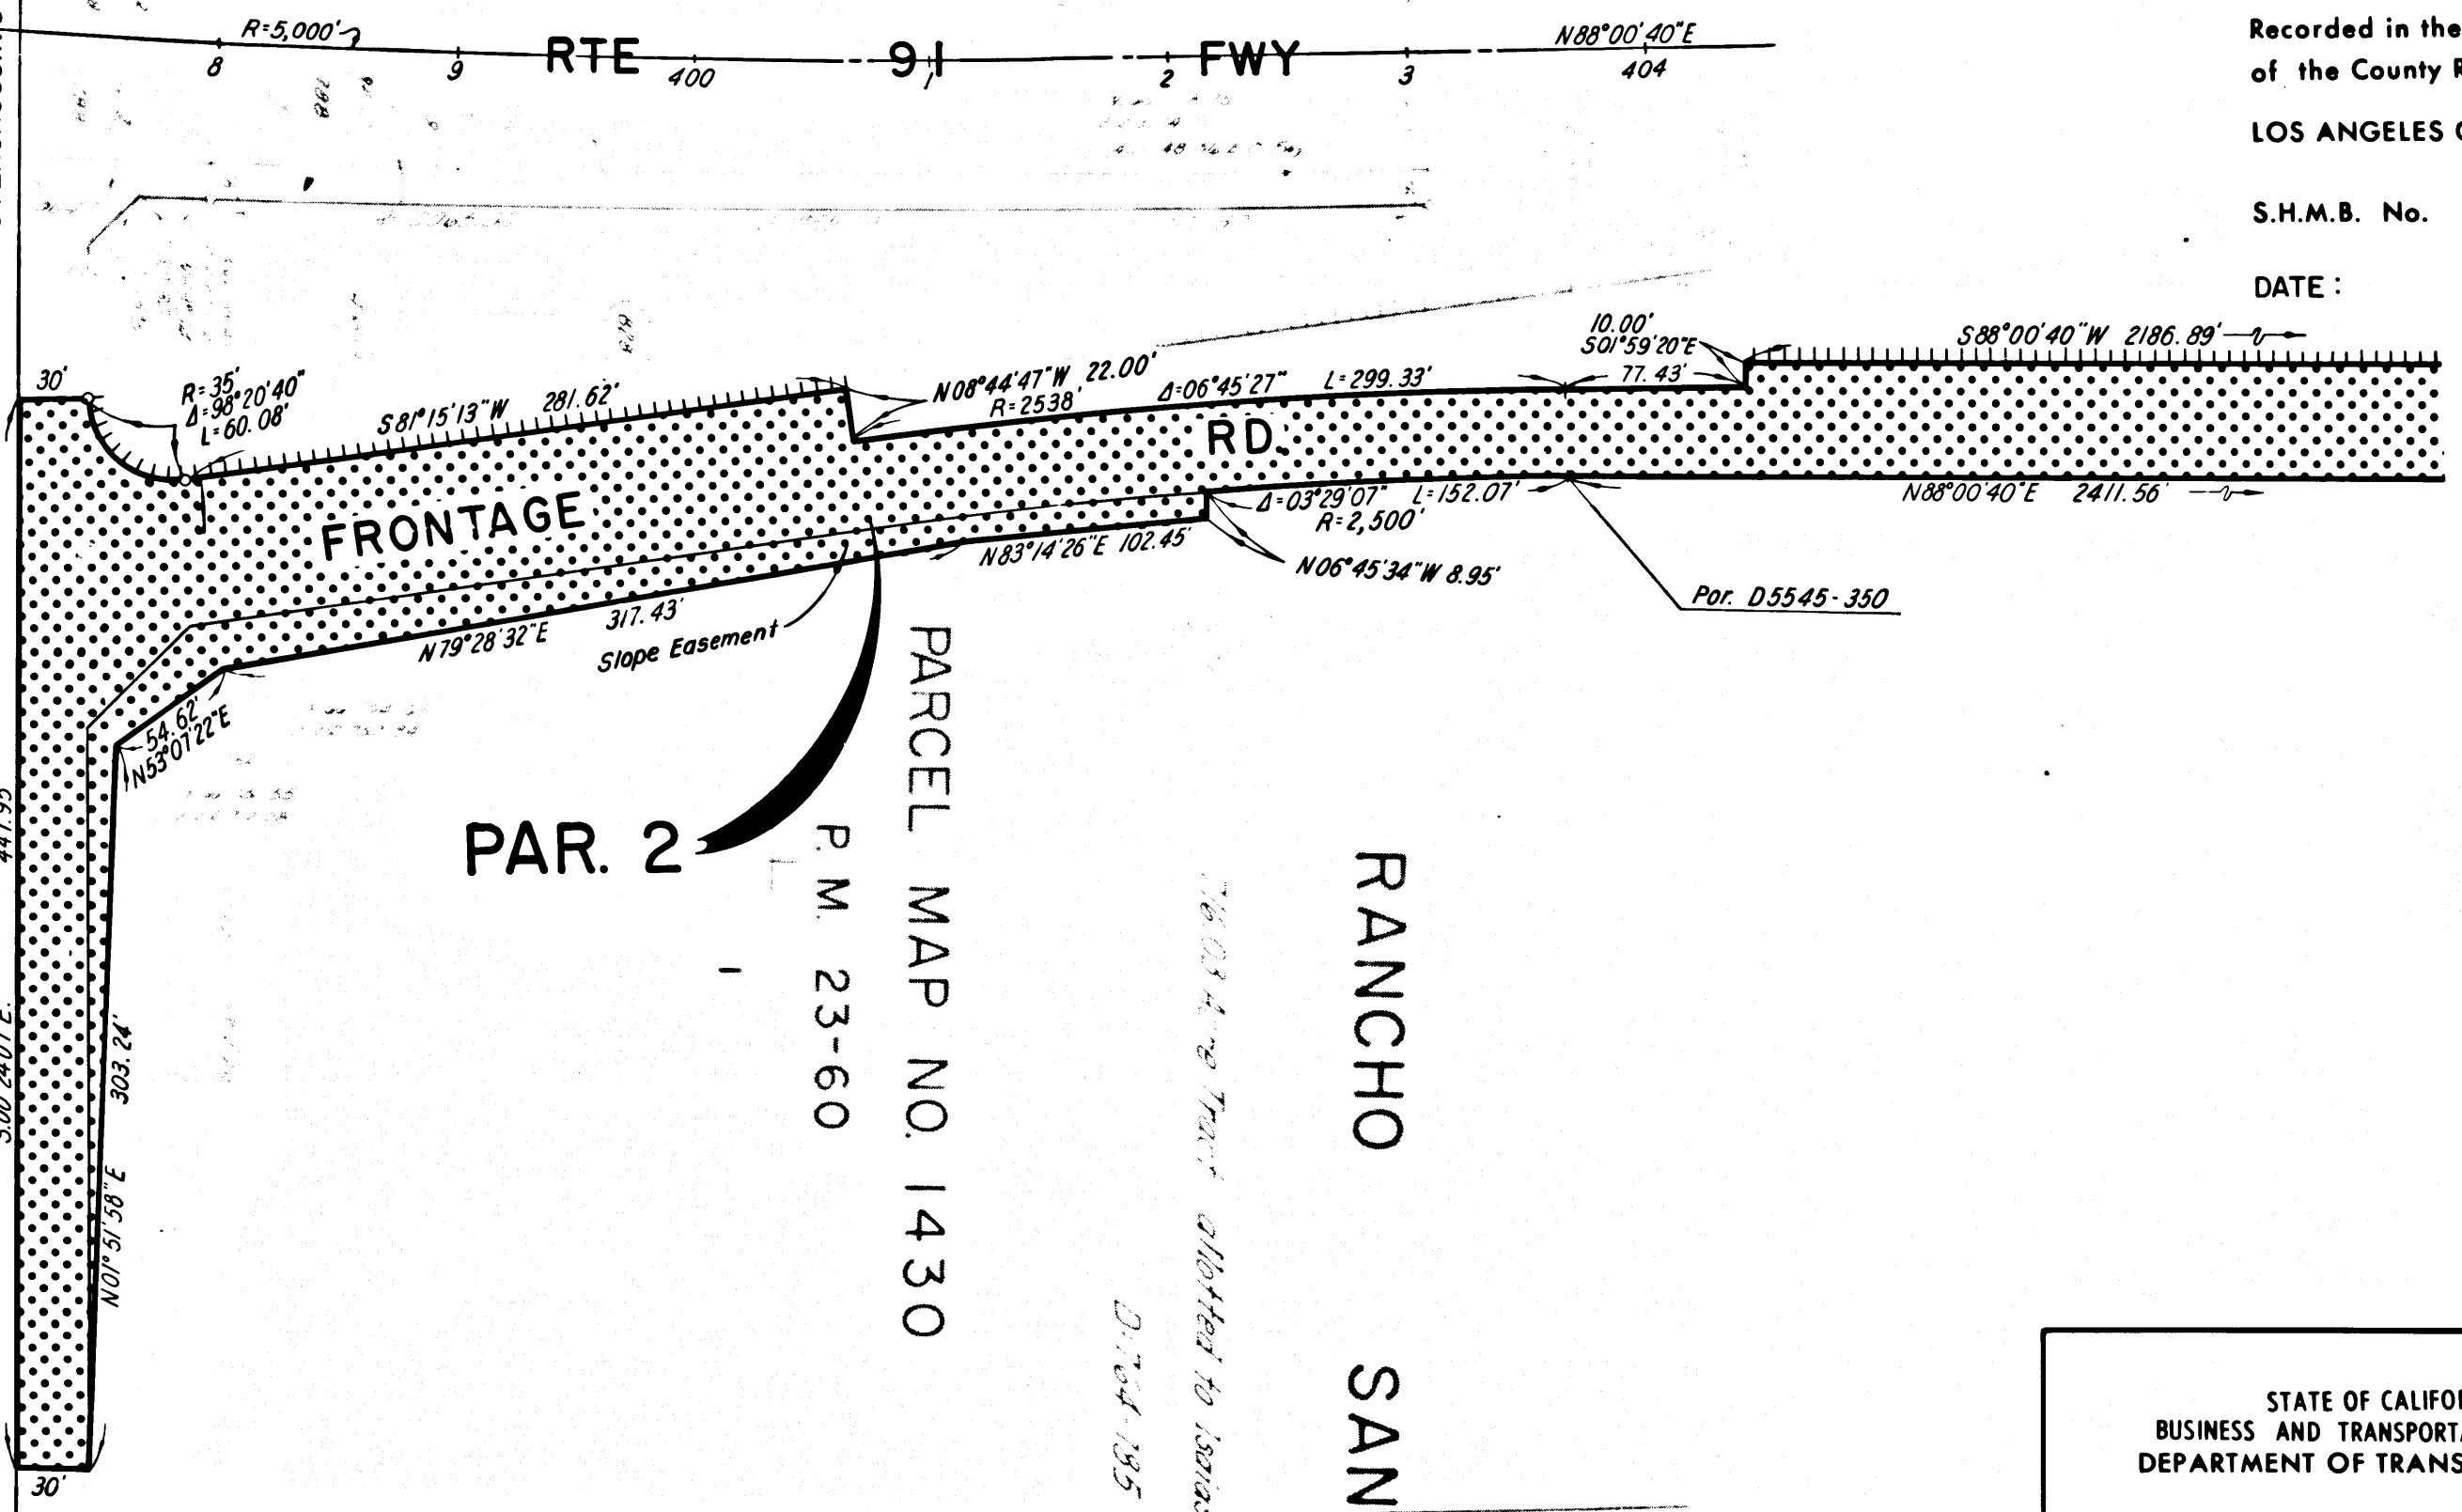 R=5,000'
RTE 91 FWY
N88°00'40"E
8 9 400 1 2 3 404
Recorded in the
of the County R
LOS ANGELES
S.H.M.B. No.
DATE :
30'
R=35'
Δ=98°20'40"
L=60.08'
S81°15'13"W 281.62'
N08°44'47"W 22.00'
R=2538'
Δ=06°45'27" L=299.33'
10.00'
S01°59'20"E
77.43'
S88°00'40"W 2186.89'
FRONTAGE RD.
Δ=03°29'07" L=152.07'
R=2,500'
N88°00'40"E 2411.56'
N83°14'26"E 102.45'
N06°45'34"W 8.95'
Por. D5545-350
317.43'
N79°28'32"E
Slope Easement
54.62'
N53°07'22"E
PAR. 2
PARCEL MAP NO. 1430
P. M. 23-60
RANCHO SAN
303.24'
N01°51'58"E
441.95
allotted to
30'
STATE OF CALIFO
BUSINESS AND TRANSPORT
DEPARTMENT OF TRANS